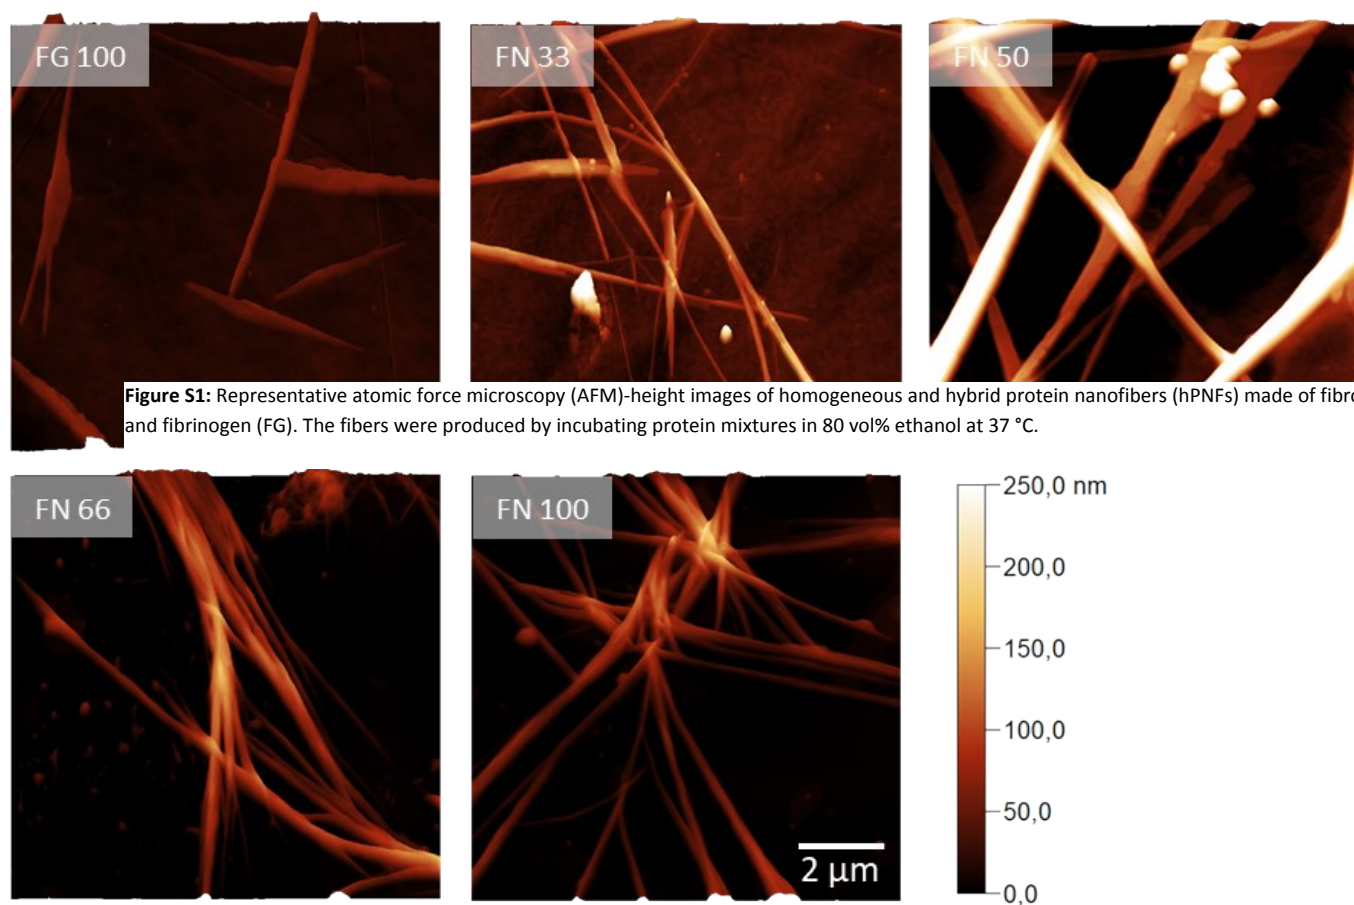 FG 100
FN 33
FN 50
Figure S1: Representative atomic force microscopy (AFM)-height images of homogeneous and hybrid protein nanofibers (hPNFs) made of
and fibrinogen (FG). The fibers were produced by incubating protein mixtures in 80 vol% ethanol at 37 °C.
FN 66
FN 100
250,0 nm
200,0
150,0
100,0
50,0
0,0
2 µm